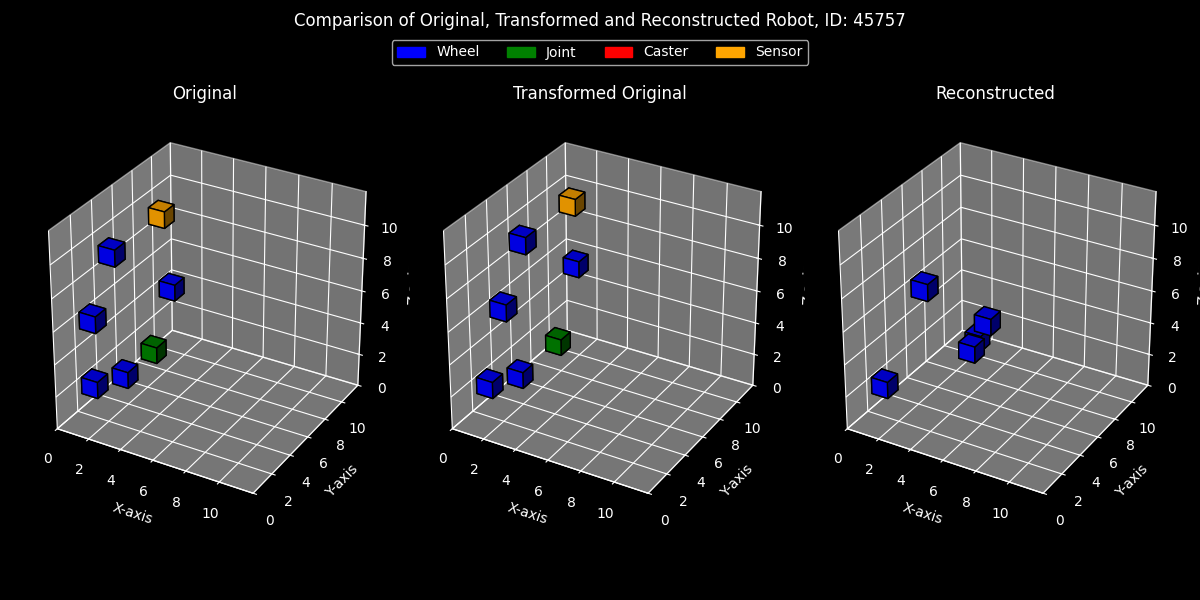 Comparison of Original, Transformed and Reconstructed Robot, ID: 45757
Wheel Joint Caster Sensor
Original Transformed Original Reconstructed
10 10 10
8 8 8
6 6 6
4 4 4
2 2 2
0 0 0
0 2 4 6 8 10 0 2 4 6 8 10 0 2 4 6 8 10
0 2 4 6 8 10 0 2 4 6 8 10 0 2 4 6 8 10
X-axis Y-axis X-axis Y-axis X-axis Y-axis